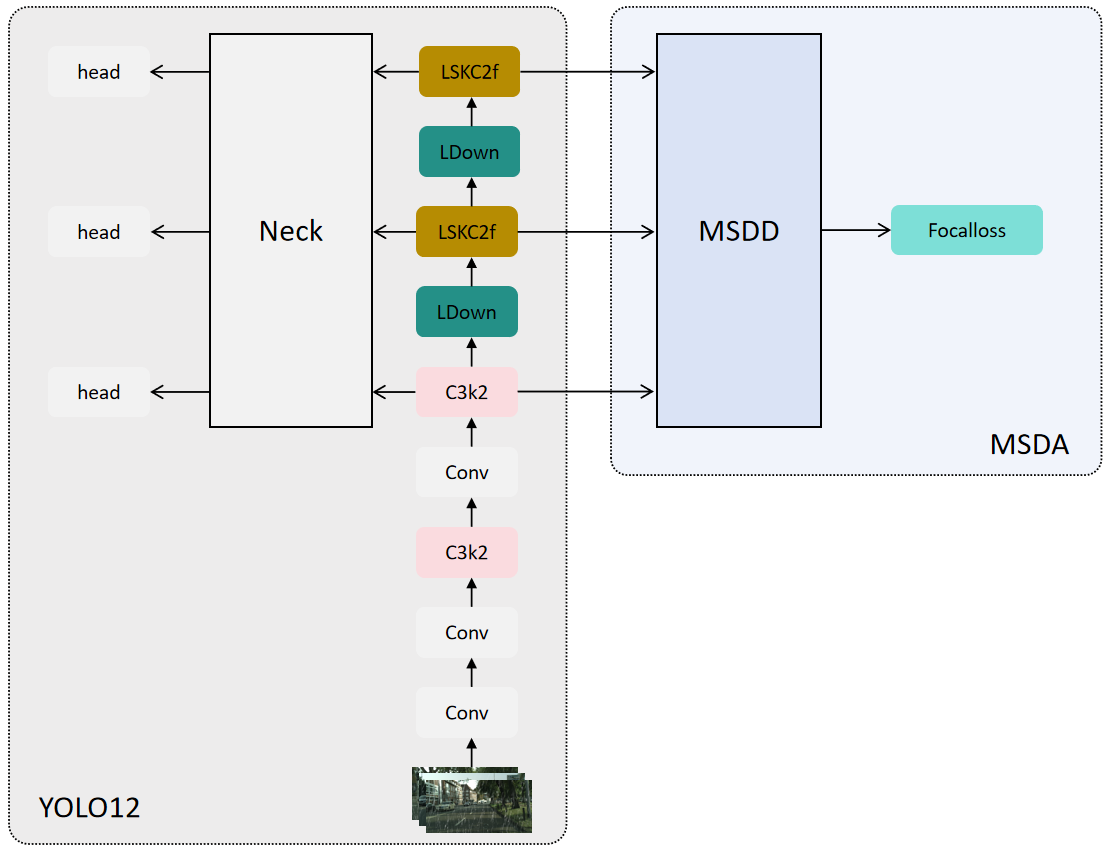 head
LSKC2f
LDown
head
Neck
LSKC2f
MSDD
Focalloss
LDown
head
C3k2
MSDA
Conv
C3k2
Conv
Conv
YOLO12